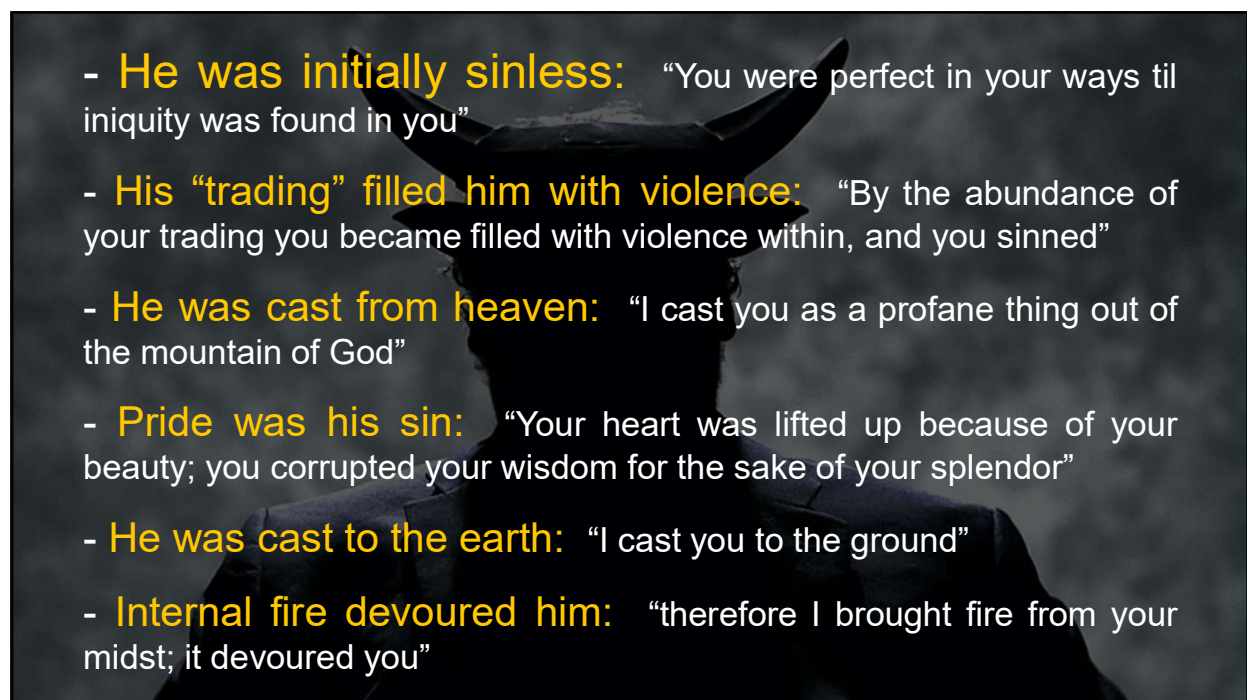 - He was initially sinless: “You were perfect in your ways til
iniquity was found in you”
- His “trading” filled him with violence: “By the abundance of
your trading you became filled with violence within, and you sinned”
- He was cast from heaven: “I cast you as a profane thing out of
the mountain of God”
- Pride was his sin: “Your heart was lifted up because of your
beauty; you corrupted your wisdom for the sake of your splendor”
- He was cast to the earth: “I cast you to the ground”
- Internal fire devoured him: “therefore I brought fire from your
midst; it devoured you”